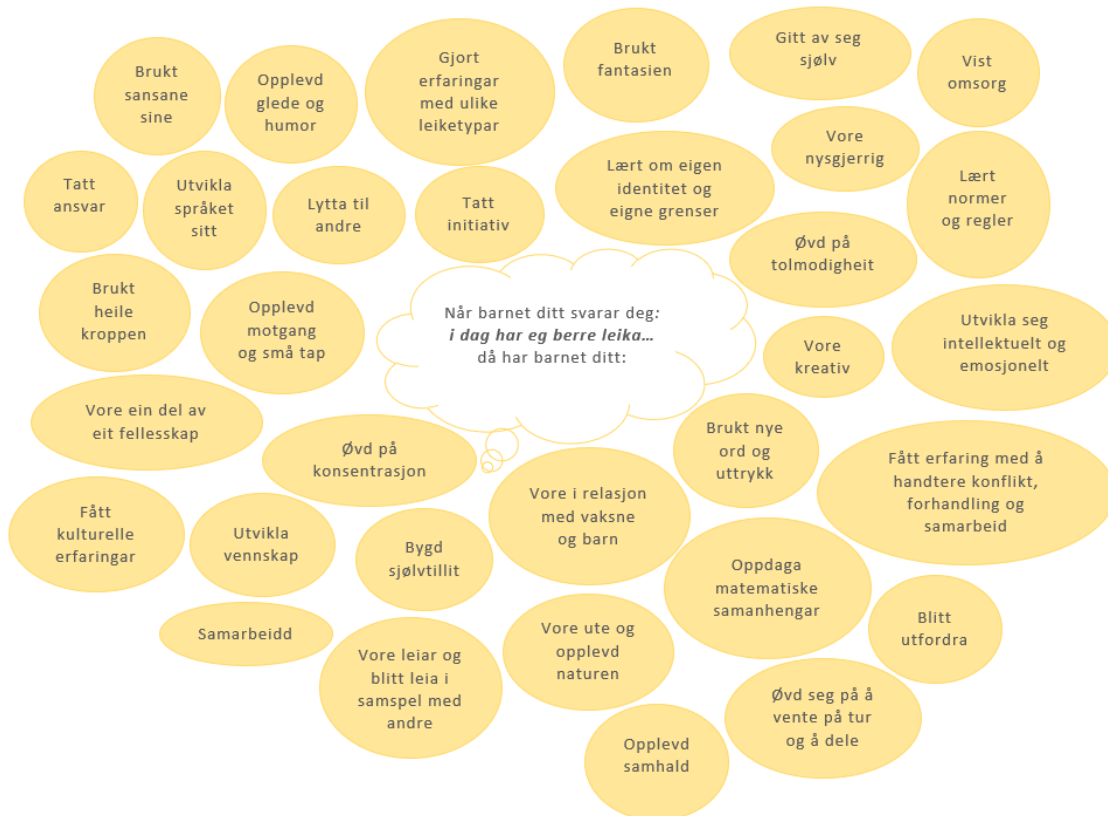 Brukt
sansane
sine
Opplevd
glede og
humor
Gjort
erfaringar
med ulike
leiketypar
Brukt
fantasien
Gitt av seg
sjølv
Vist
omsorg
Vore
nysgjerrig
Tatt
ansvar
Utvikla
språket
sitt
Lytta til
andre
Tatt
initiativ
Lært om eigen
identitet og
eigne grenser
Lært
normer
og regler
Øvd på
tolmodigheit
Brukt
heile
kroppen
Opplevd
motgang
og små tap
Når barnet ditt svarar deg:
i dag har eg berre leika…
då har barnet ditt:
Vore
kreativ
Utvikla seg
intellektuelt og
emosjonelt
Vore ein del av
eit fellesskap
Øvd på
konsentrasjon
Brukt nye
ord og
uttrykk
Fått erfaring med å
handtere konflikt,
forhandling og
samarbeid
Fått
kulturelle
erfaringar
Utvikla
vennskap
Bygd
sjølvtillit
Vore i relasjon
med vaksne
og barn
Oppdaga
matematiske
samanhengar
Blitt
utfordra
Samarbeidd
Vore leiar og
blitt leia i
samspel med
andre
Vore ute og
opplevd
naturen
Øvd seg på å
vente på tur
og å dele
Opplevd
samhald